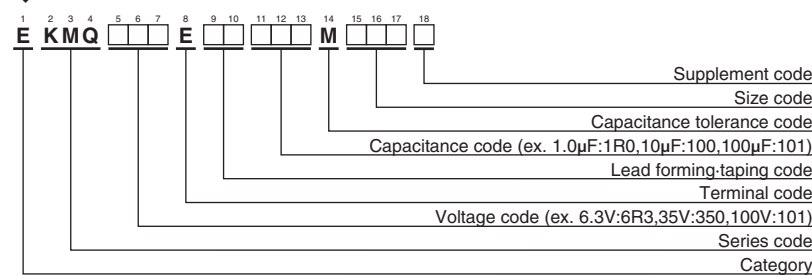 1 2 3 4 5 6 7 8 9 10 11 12 13 14 15 16 17 18
E KMQ □□□ E □□ □□□ M □□□ □
Supplement code
Size code
Capacitance tolerance code
Capacitance code (ex. 1.0μF:1R0,10μF:100,100μF:101)
Lead forming·taping code
Terminal code
Voltage code (ex. 6.3V:6R3,35V:350,100V:101)
Series code
Category